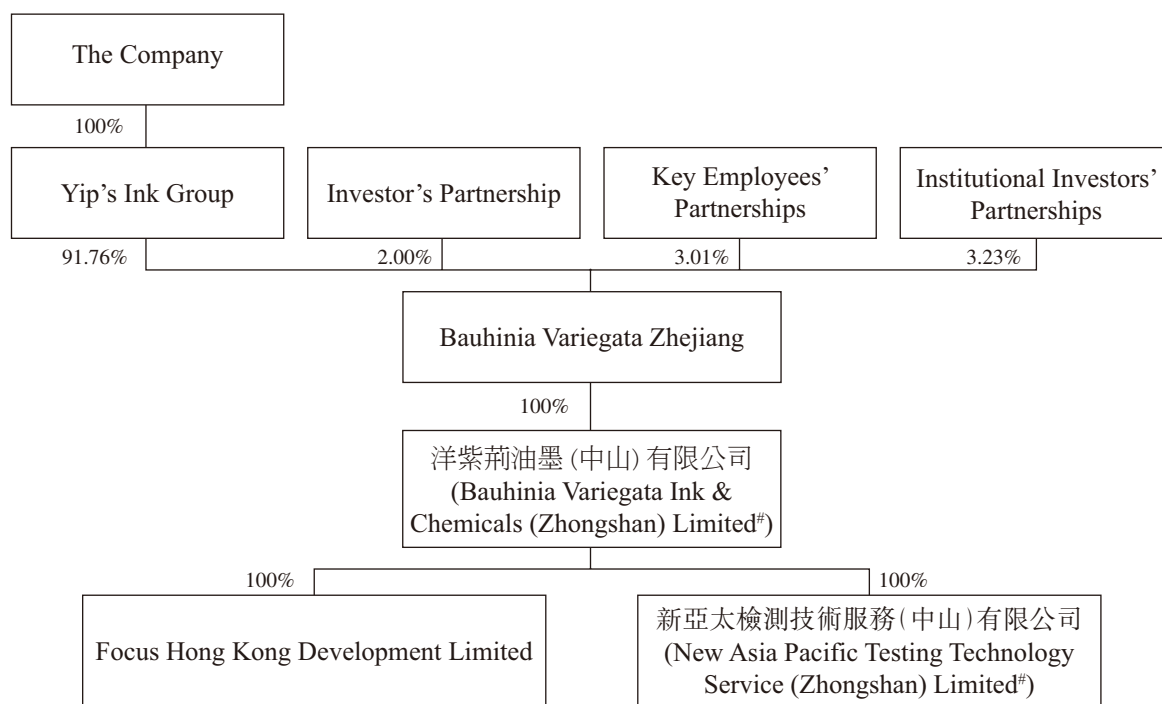 The Company
100%
Yip’s Ink Group
Investor’s Partnership
Key Employees’
Partnerships
Institutional Investors’
Partnerships
91.76%
2.00%
3.01%
3.23%
Bauhinia Variegata Zhejiang
100%
洋紫荊油墨(中山)有限公司
(Bauhinia Variegata Ink &
Chemicals (Zhongshan) Limited#)
100%
100%
Focus Hong Kong Development Limited
新亞太檢測技術服務(中山)有限公司
(New Asia Pacific Testing Technology
Service (Zhongshan) Limited#)